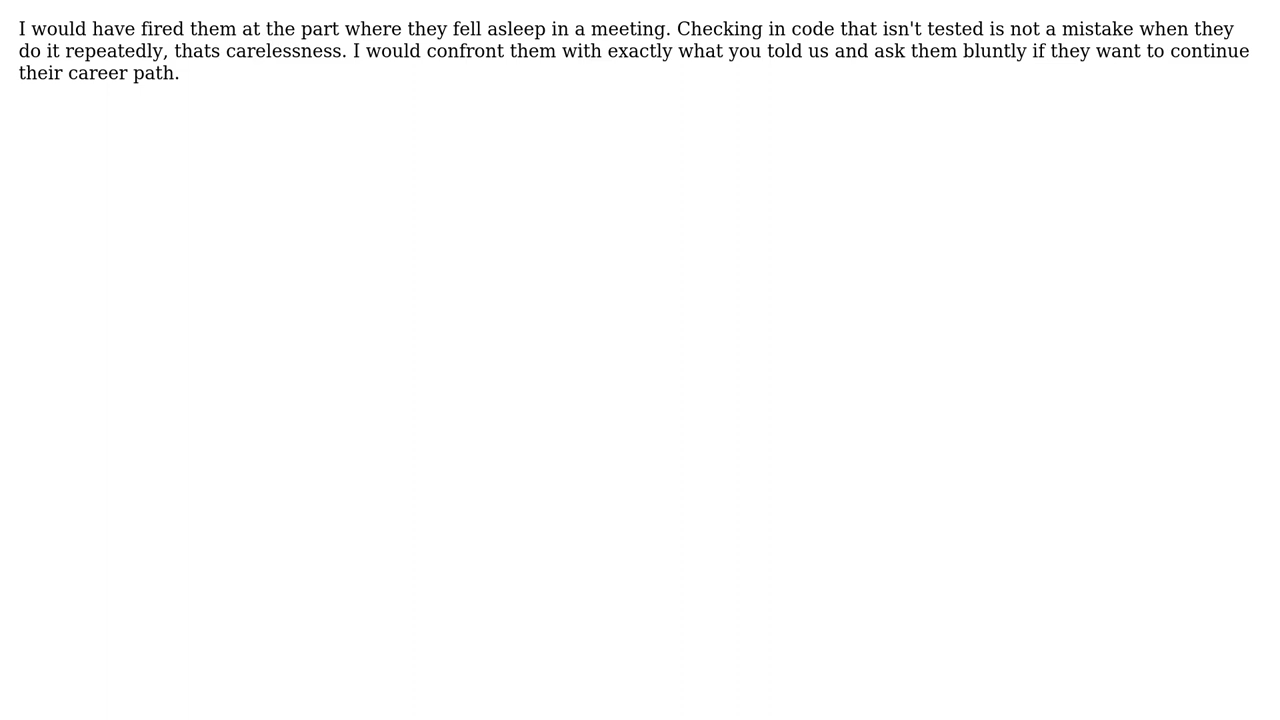 I would have fired them at the part where they fell asleep in a meeting. Checking in code that isn't tested is not a mistake when they
do it repeatedly, thats carelessness. I would confront them with exactly what you told us and ask them bluntly if they want to continue
their career path.